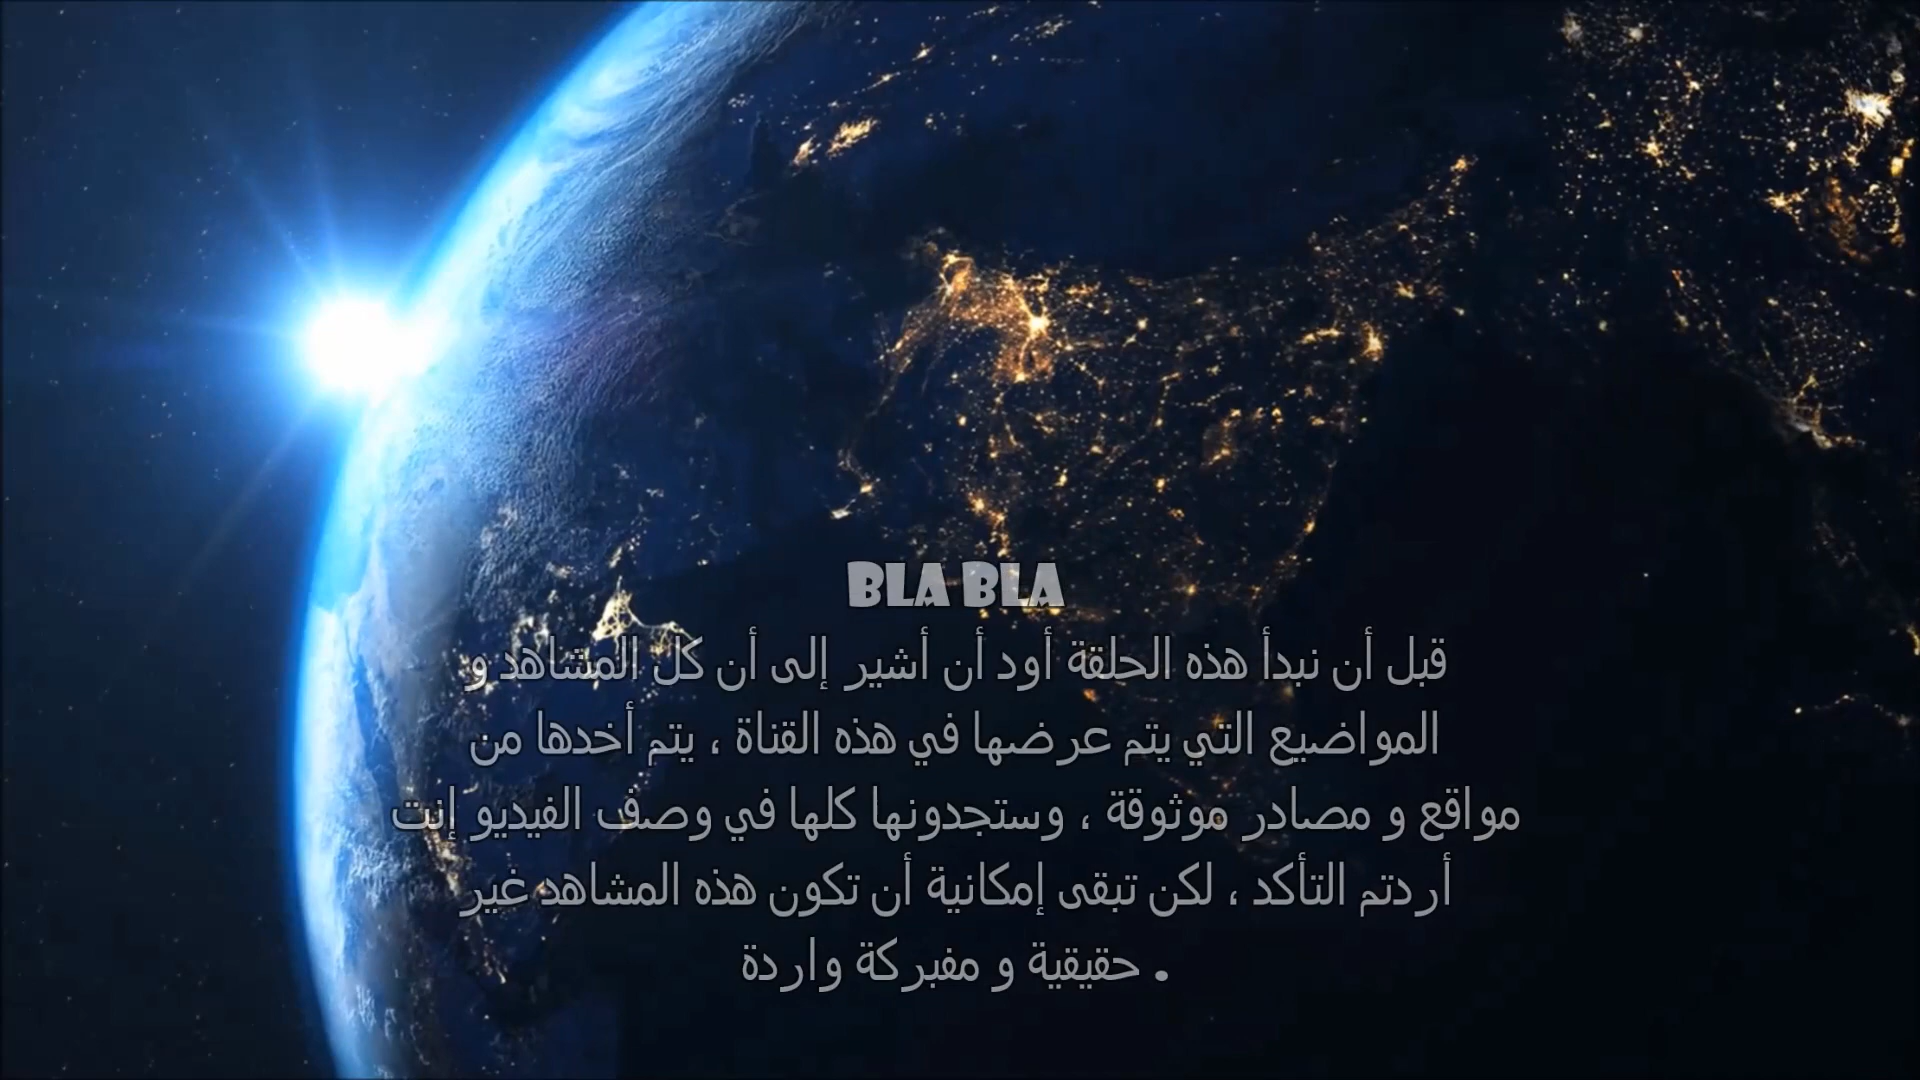 BLA BLA
قبل أن نبدأ هذه الحلقة أود أن أشير إلى أن كل المشاهد و
المواضيع التي يتم عرضها في هذه القناة ، يتم أخدها من
مواقع و مصادر موثوقة ، وستجدونها كلها في وصف الفيديو إنت
أردتم التأكد ، لكن تبقى إمكانية أن تكون هذه المشاهد غير
. حقيقية و مفبركة واردة